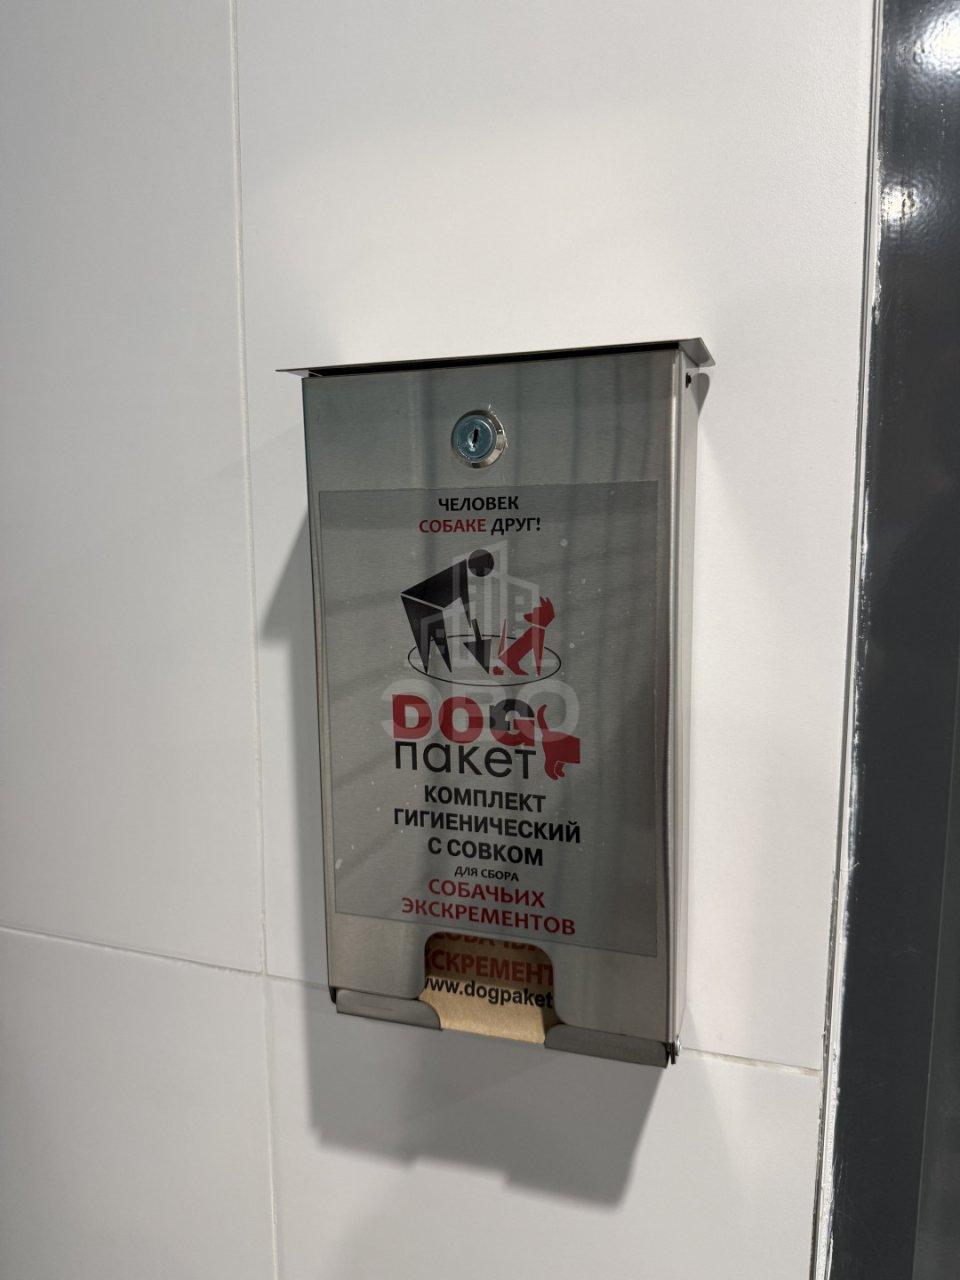 ЧЕЛОВЕК
СОБАКЕ ДРУГ!
DOG
пакет
КОМПЛЕКТ
ГИГИЕНИЧЕСКИЙ
С СОВКОМ
ДЛЯ СБОРА
СОБАЧЬИХ
ЭКСКРЕМЕНТОВ
www.dogpaket